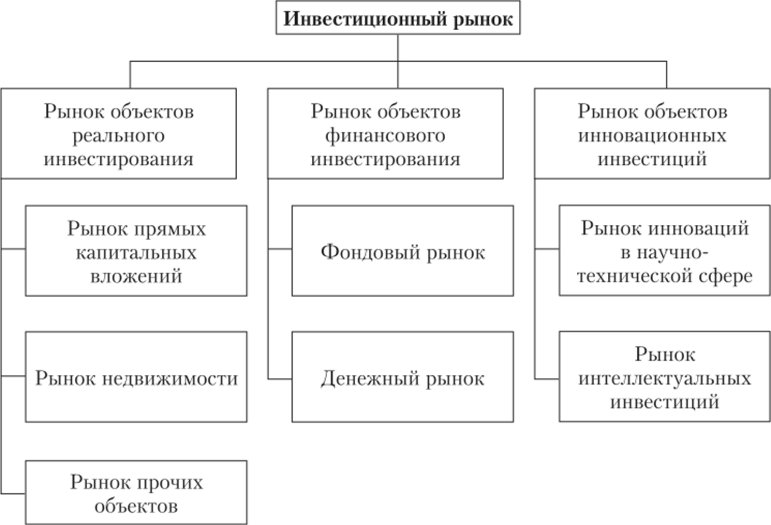 Инвестиционный рынок
Рынок объектов
реального
инвестирования
Рынок объектов
финансового
инвестирования
Рынок объектов
инновационных
инвестиций
Рынок прямых
капитальных
вложений
Фондовый рынок
Рынок инноваций
в научно-
технической сфере
Рынок недвижимости
Денежный рынок
Рынок
интеллектуальных
инвестиций
Рынок прочих
объектов